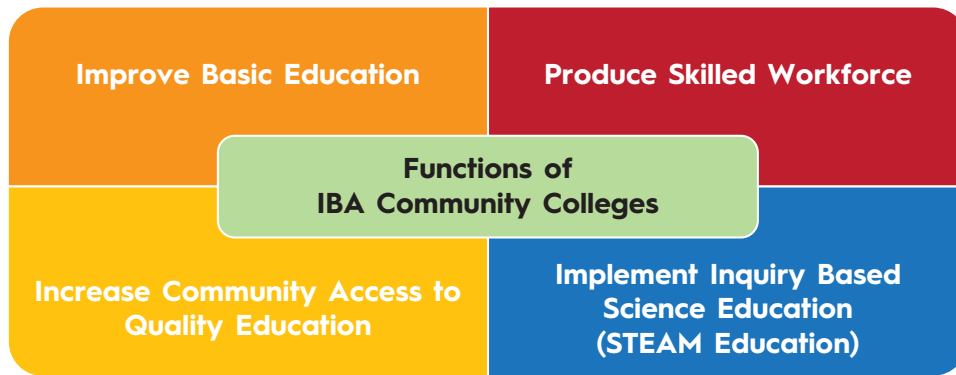 Improve Basic Education
Produce Skilled Workforce
Functions of
IBA Community Colleges
Increase Community Access to
Quality Education
Implement Inquiry Based
Science Education
(STEAM Education)